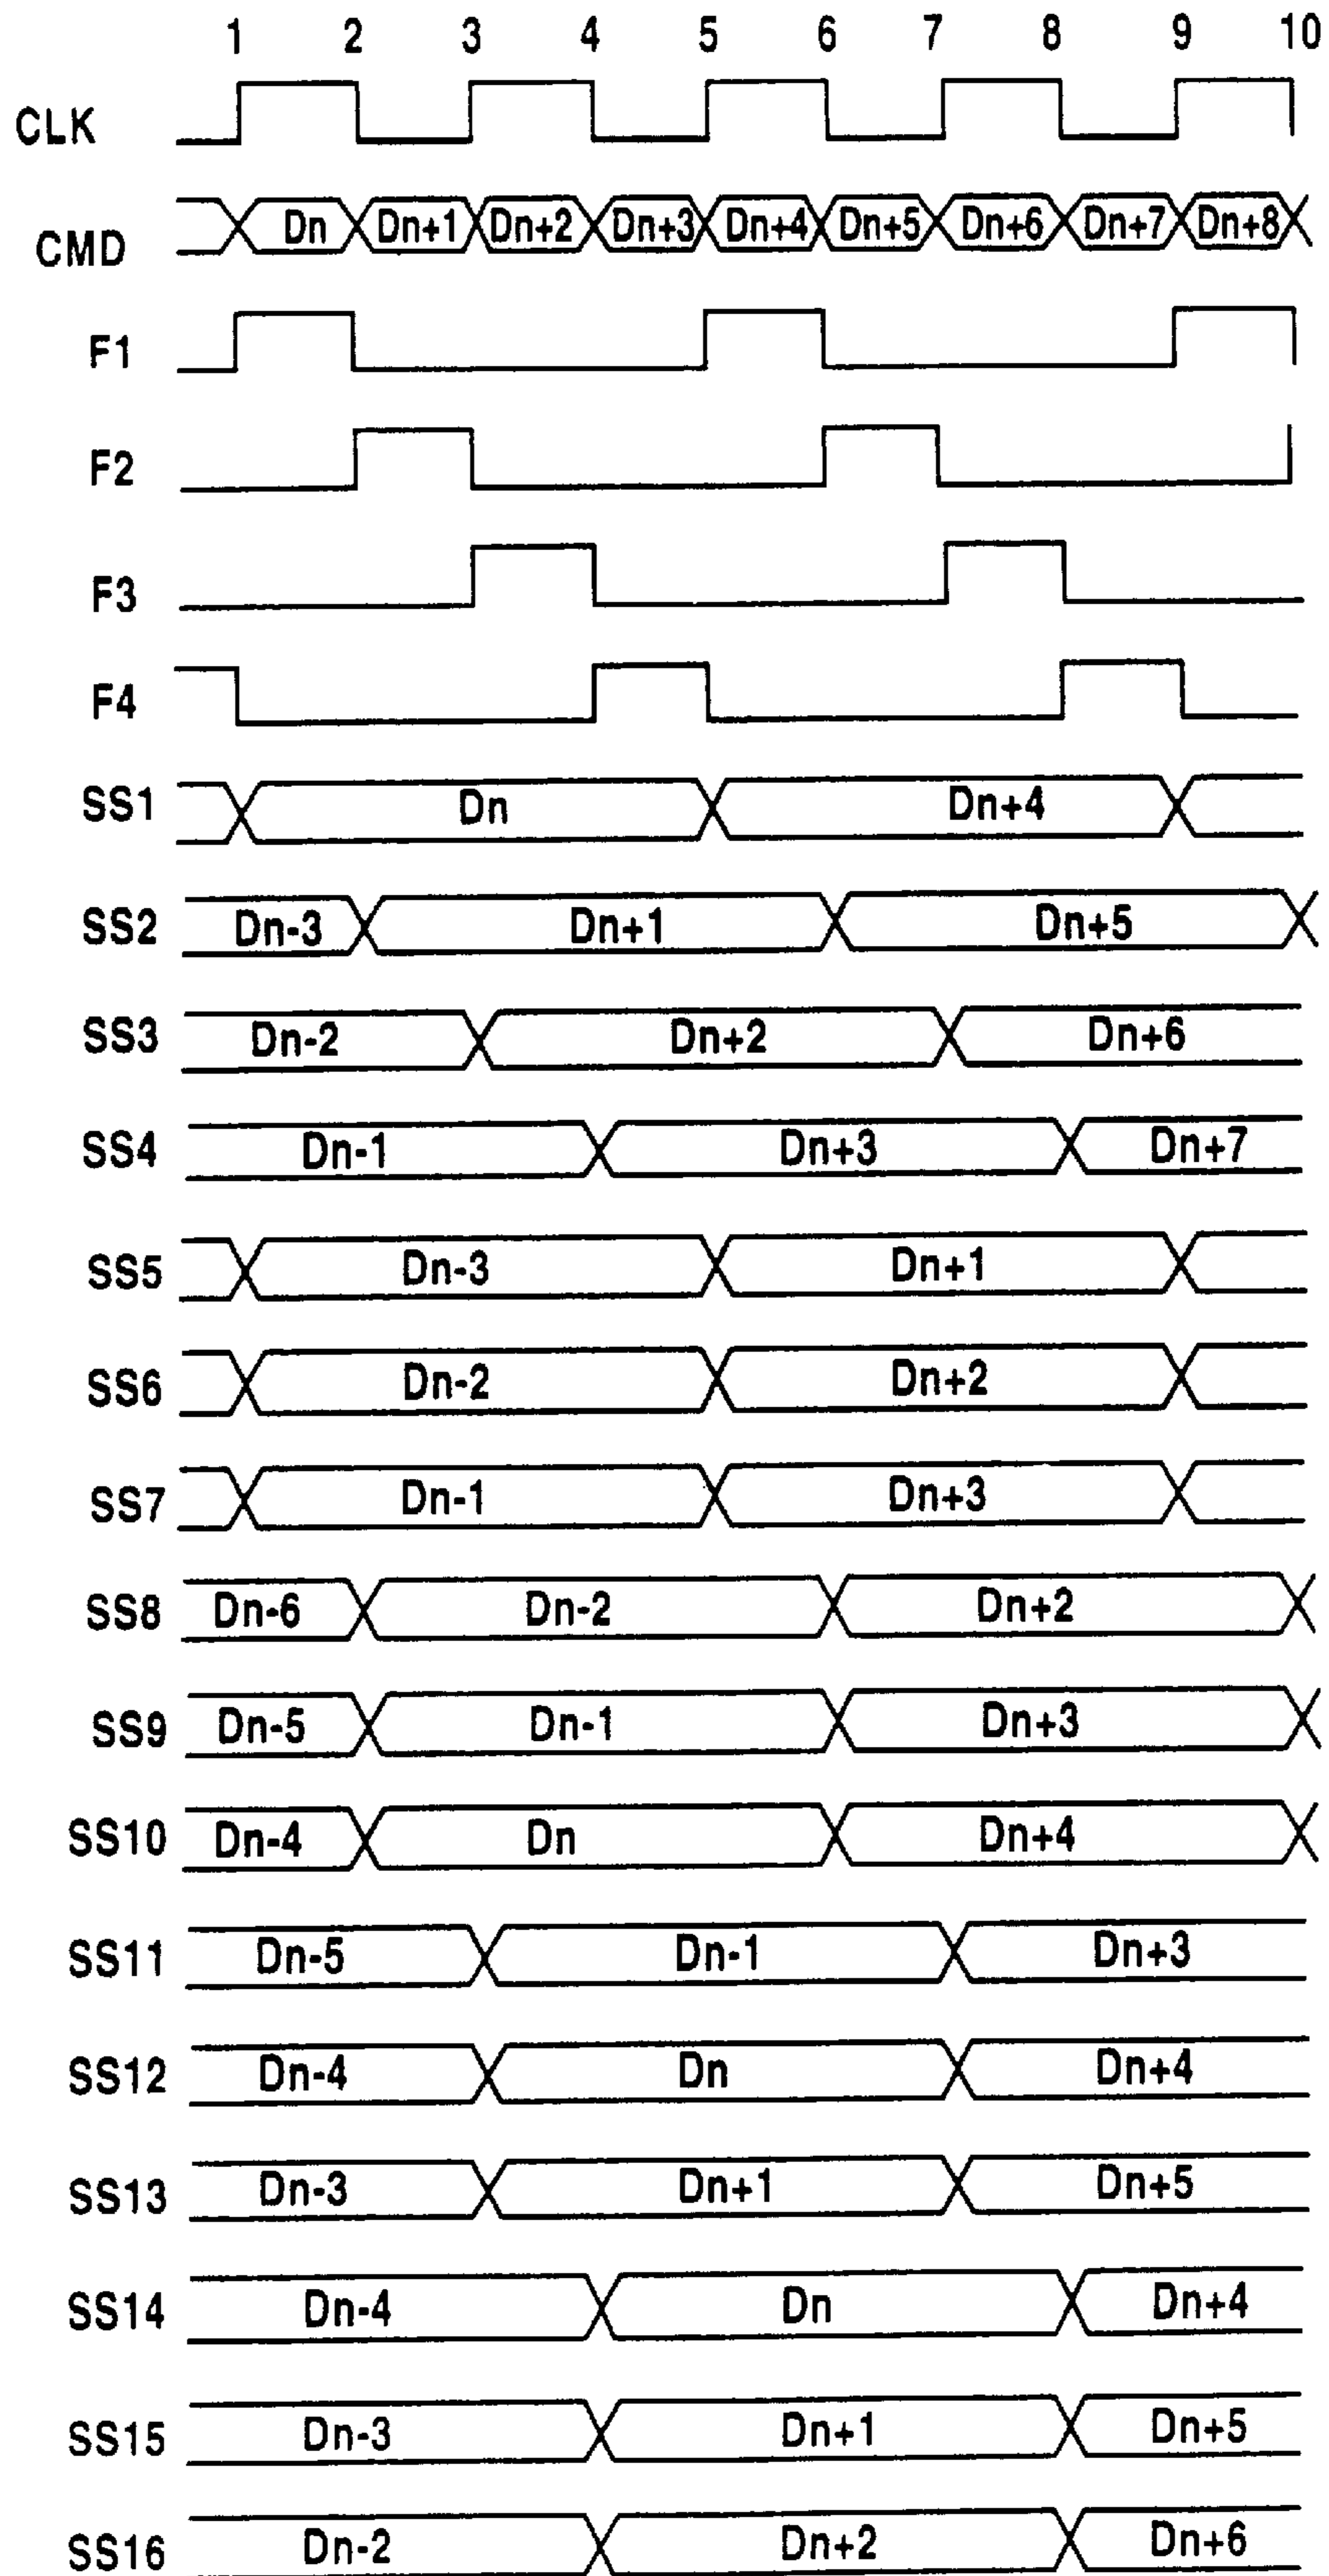 1 2 3 4 5 6 7 8 9 10
CLK
CMD Dn Dn+1 Dn+2 Dn+3 Dn+4 Dn+5 Dn+6 Dn+7 Dn+8
F1
F2
F3
F4
SS1 Dn Dn+4
SS2 Dn-3 Dn+1 Dn+5
SS3 Dn-2 Dn+2 Dn+6
SS4 Dn-1 Dn+3 Dn+7
SS5 Dn-3 Dn+1
SS6 Dn-2 Dn+2
SS7 Dn-1 Dn+3
SS8 Dn-6 Dn-2 Dn+2
SS9 Dn-5 Dn-1 Dn+3
SS10 Dn-4 Dn Dn+4
SS11 Dn-5 Dn-1 Dn+3
SS12 Dn-4 Dn Dn+4
SS13 Dn-3 Dn+1 Dn+5
SS14 Dn-4 Dn Dn+4
SS15 Dn-3 Dn+1 Dn+5
SS16 Dn-2 Dn+2 Dn+6